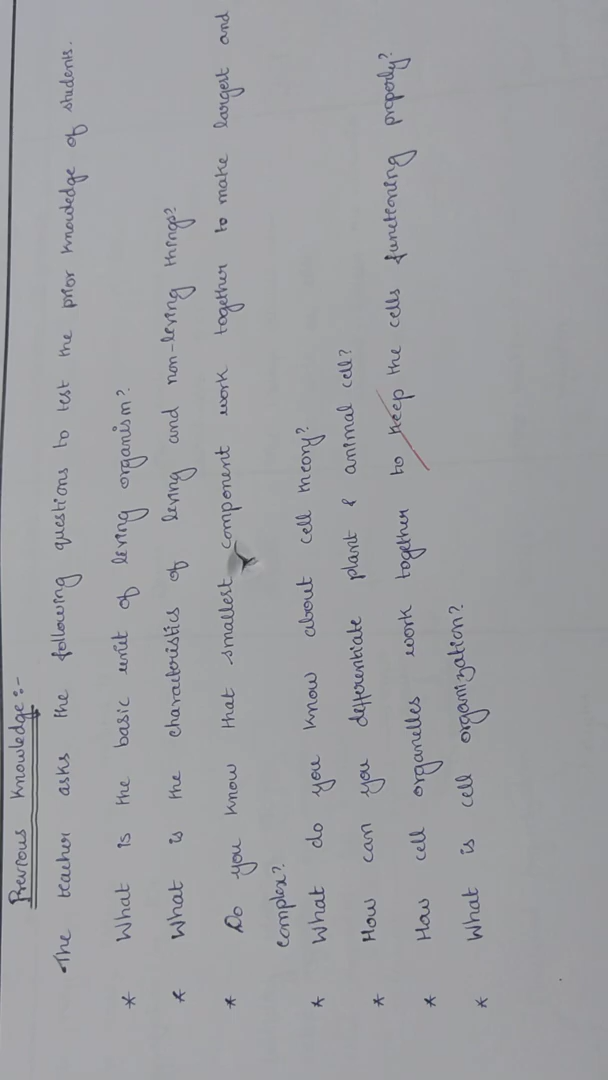 Previous Knowledge:-
The teacher asks the following questions to test the prior knowledge of students.
* What is the basic unit of living organism?
* What is the characteristics of living and non-living things?
* Do you know that smallest component work together to make largest and
complex?
* What do you know about cell theory?
* How can you differentiate plant & animal cell?
* How cell organelles work together to keep the cells functioning properly?
* What is cell organization?